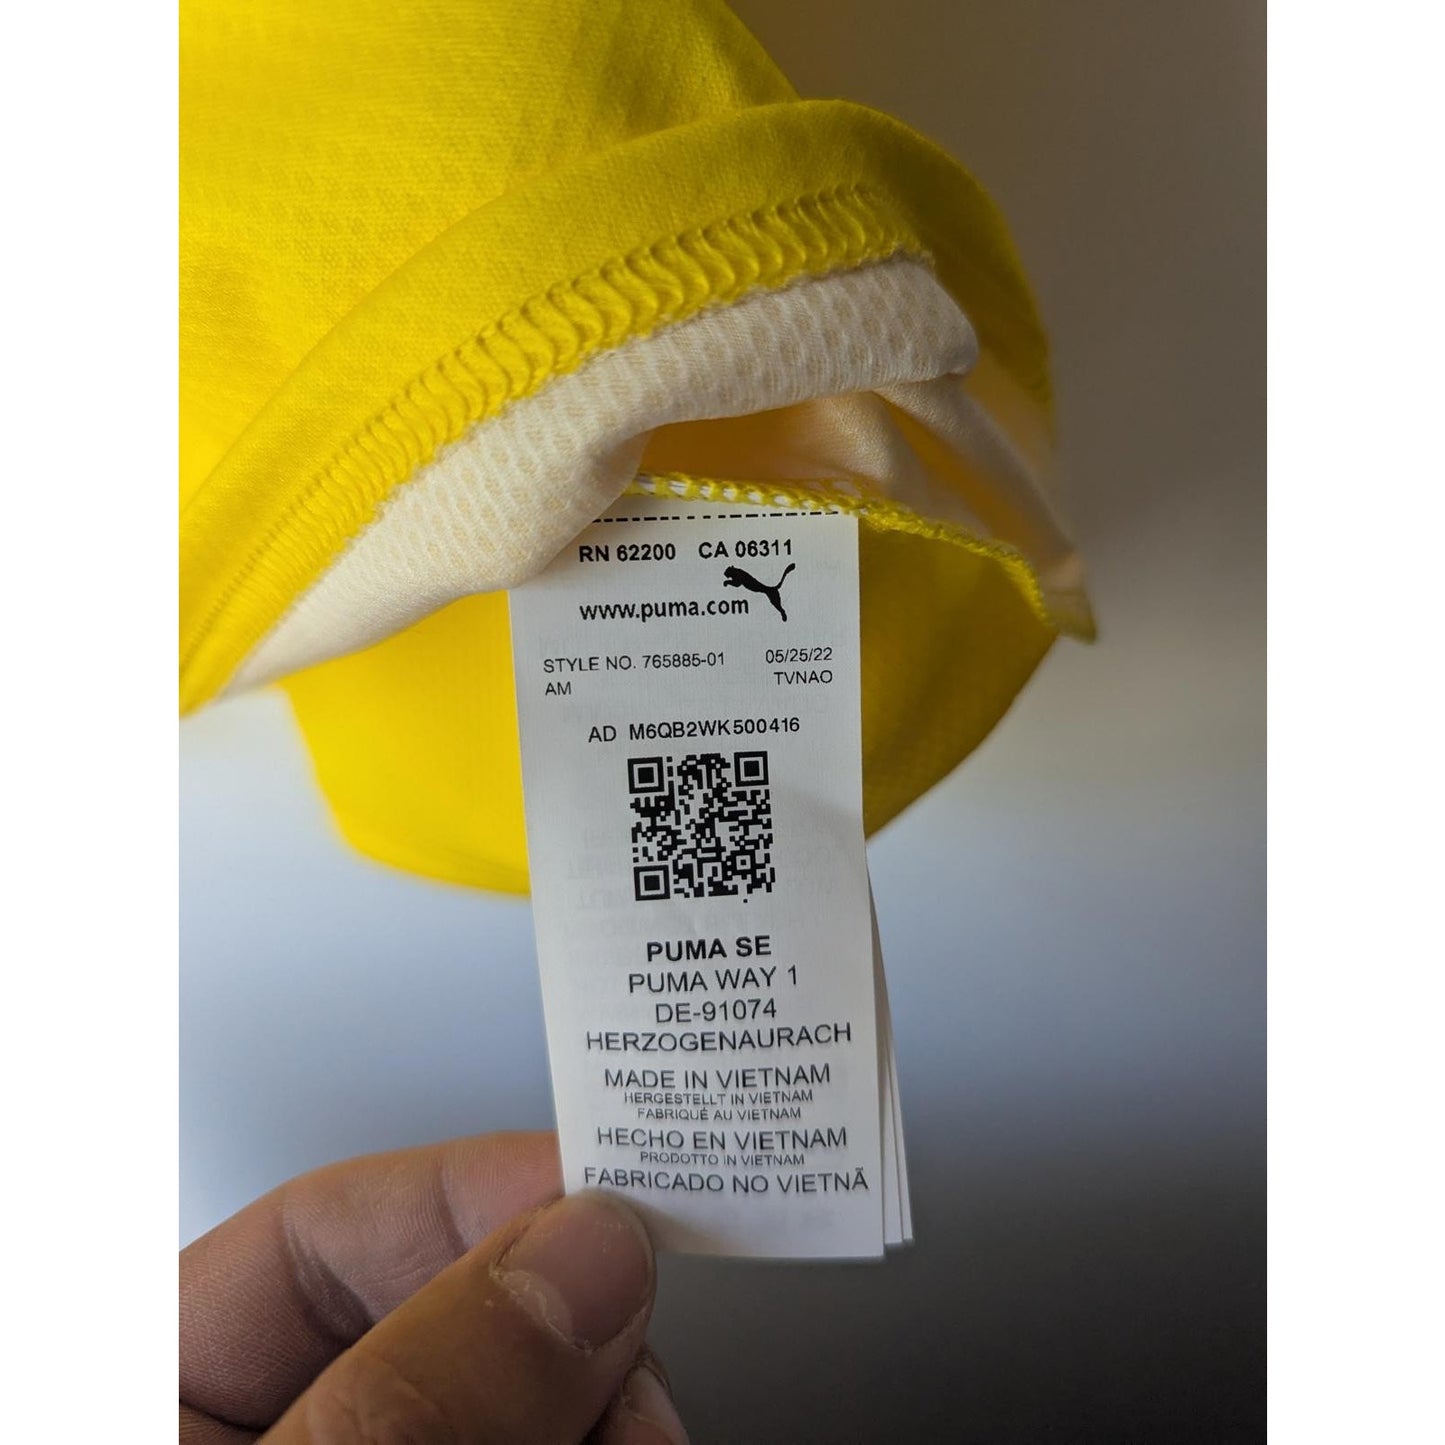 RN 62200 CA 06311
www.puma.com
STYLE NO. 765885-01 05/25/22
AM TVNAO
AD M6QB2WK500416
PUMA SE
PUMA WAY 1
DE-91074
HERZOGENAURACH
MADE IN VIETNAM
HERGESTELLT IN VIETNAM
FABRIQUÉ AU VIETNAM
HECHO EN VIETNAM
PRODOTTO IN VIETNAM
FABRICADO NO VIETNÃ